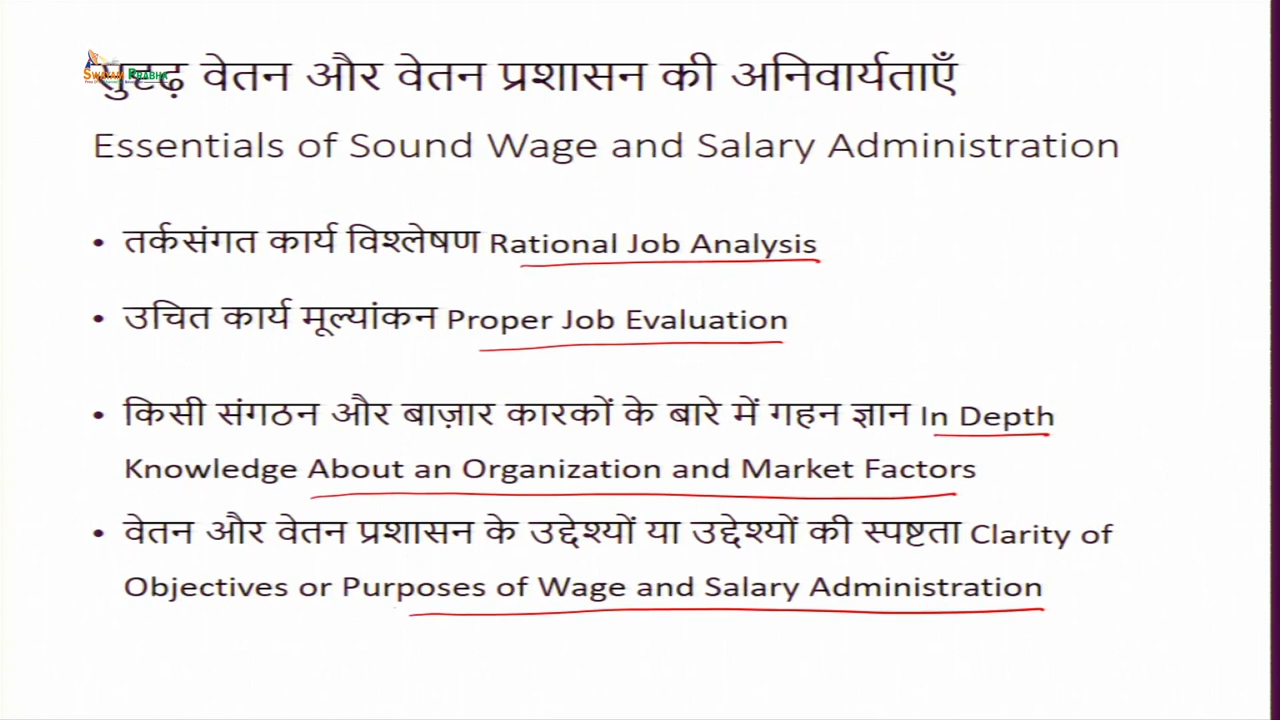 SWAYAM PRABHA
सुदृढ़ वेतन और वेतन प्रशासन की अनिवार्यताएँ
Essentials of Sound Wage and Salary Administration
• तर्कसंगत कार्य विश्लेषण Rational Job Analysis
• उचित कार्य मूल्यांकन Proper Job Evaluation
• किसी संगठन और बाज़ार कारकों के बारे में गहन ज्ञान In Depth
Knowledge About an Organization and Market Factors
• वेतन और वेतन प्रशासन के उद्देश्यों या उद्देश्यों की स्पष्टता Clarity of
Objectives or Purposes of Wage and Salary Administration